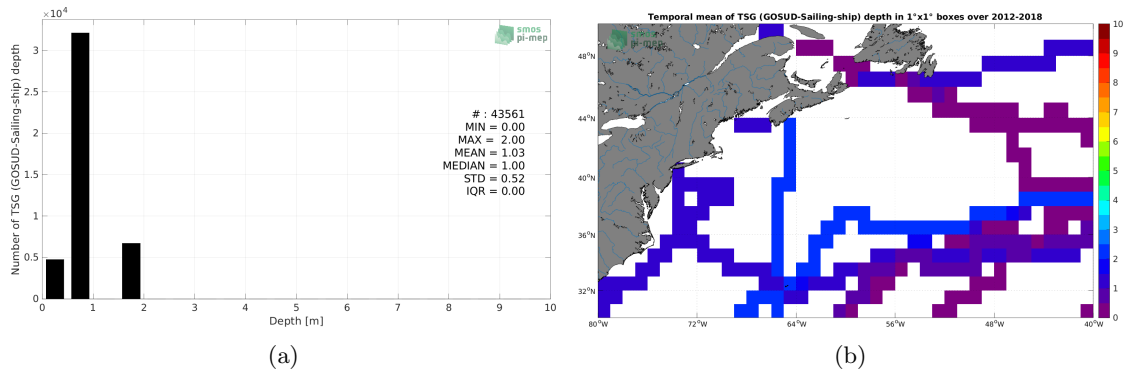 ×10⁴
3
2.5
2
1.5
1
0.5
0
Number of TSG (GOSUD-Sailing-ship) depth
0 1 2 3 4 5 6 7 8 9 10
Depth [m]
smos
pi-mep
# : 43561
MIN = 0.00
MAX = 2.00
MEAN = 1.03
MEDIAN = 1.00
STD = 0.52
IQR = 0.00
(a)
Temporal mean of TSG (GOSUD-Sailing-ship) depth in 1°x1° boxes over 2012-2018
smos
pi-mep
48°N
44°N
40°N
36°N
32°N
80°W 72°W 64°W 56°W 48°W 40°W
10
9
8
7
6
5
4
3
2
1
0
(b)